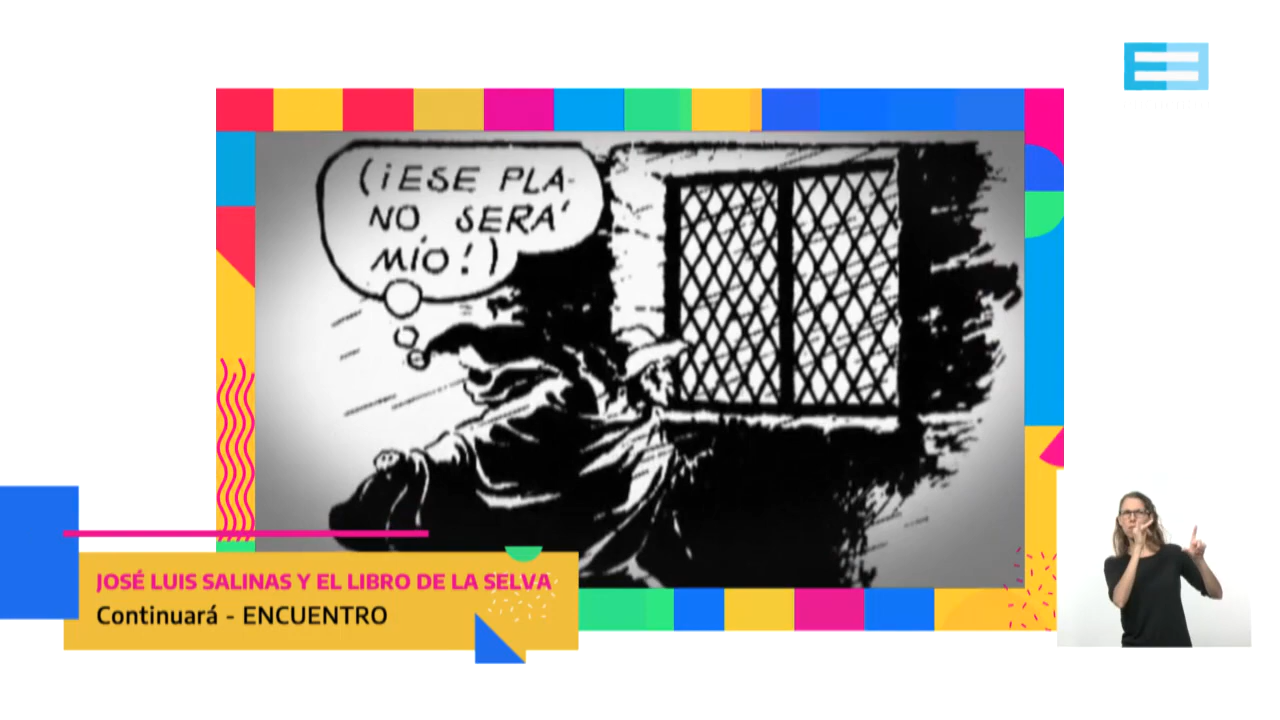 (¡ESE PLA-
NO SERÁ
MÍO!)
JOSÉ LUIS SALINAS Y EL LIBRO DE LA SELVA
Continuará - ENCUENTRO